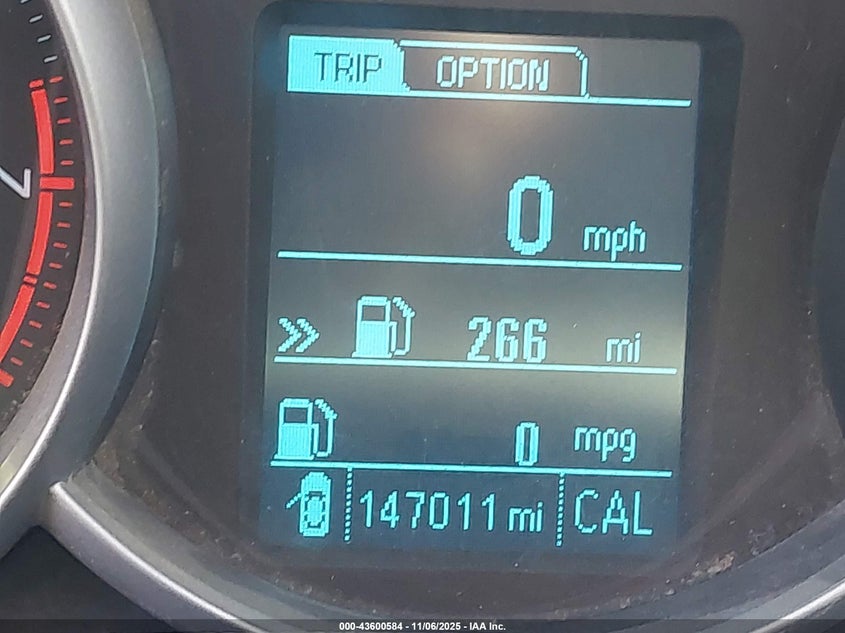 TRIP OPTION
0 mph
266 mi
0 mpg
147011 mi CAL
000-43600584 - 11/06/2025 - IAA Inc.